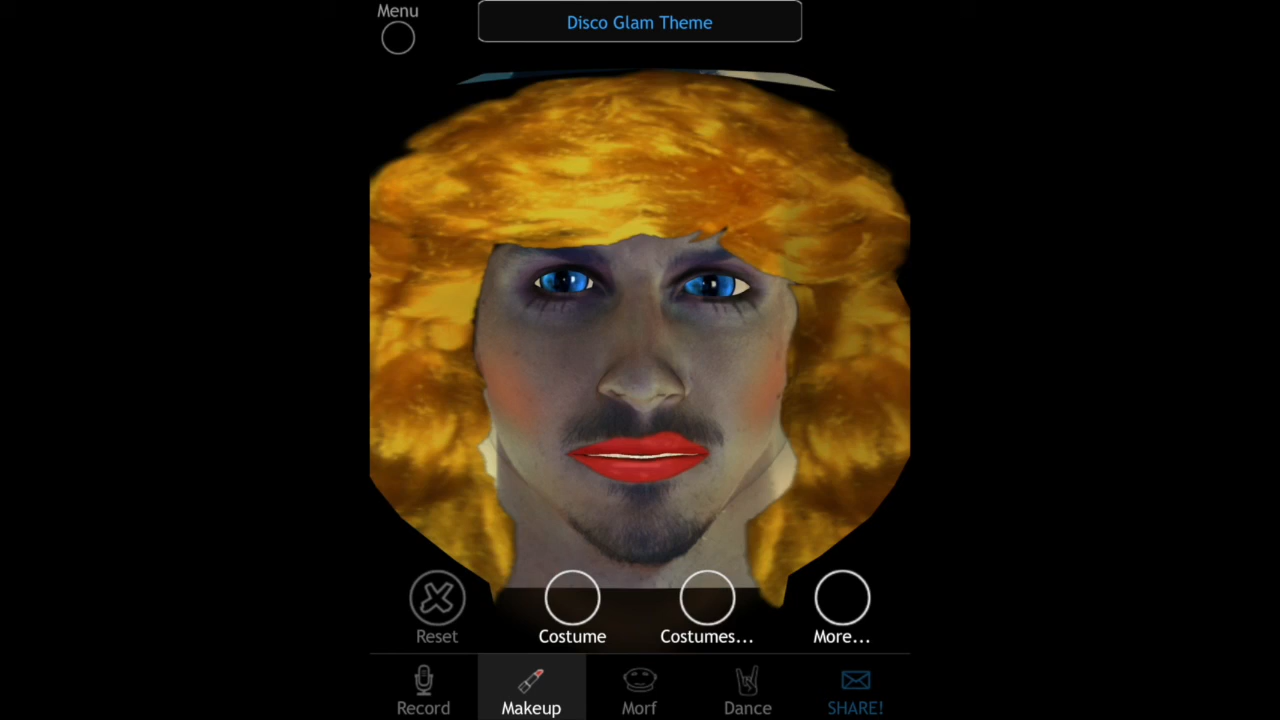 Menu
Disco Glam Theme
Reset
Costume
Costumes...
More...
Record
Makeup
Morf
Dance
SHARE!